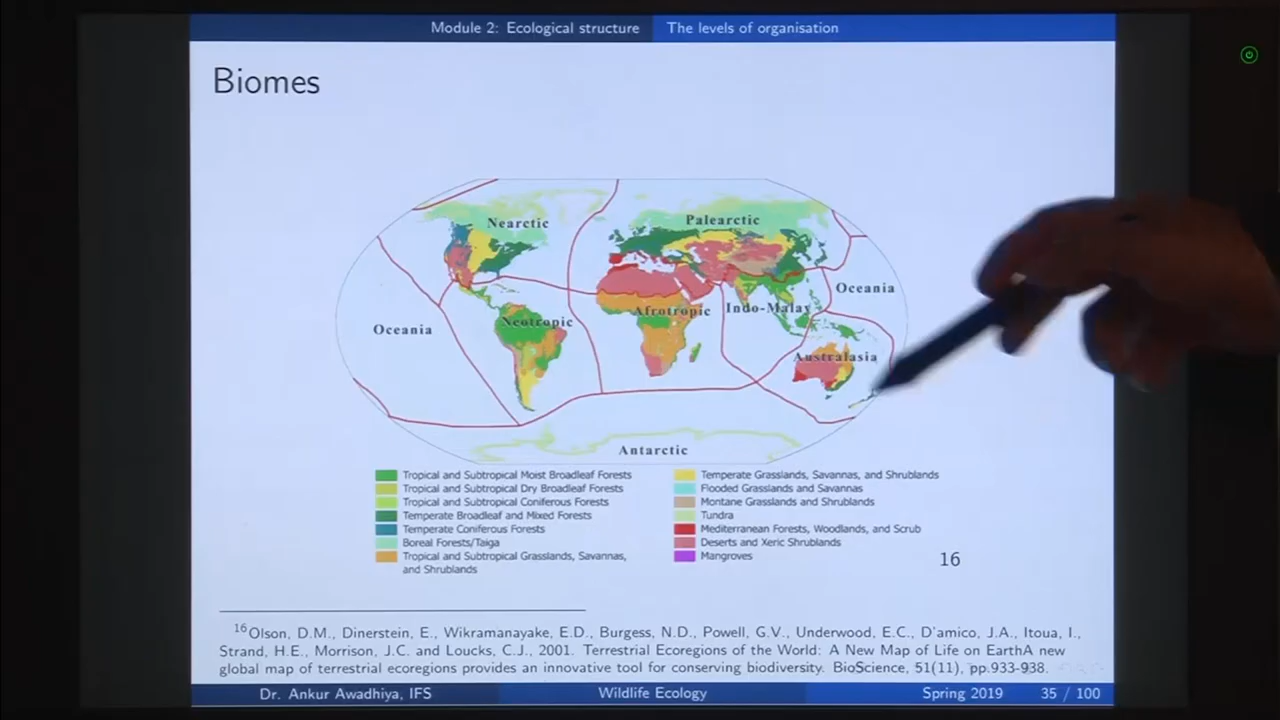 Module 2: Ecological structure
The levels of organisation
Biomes
Nearctic
Palearctic
Oceania
Neotropic
Afrotropic
Indo-Malay
Oceania
Australasia
Antarctic
Tropical and Subtropical Moist Broadleaf Forests
Tropical and Subtropical Dry Broadleaf Forests
Tropical and Subtropical Coniferous Forests
Temperate Broadleaf and Mixed Forests
Temperate Coniferous Forests
Boreal Forests/Taiga
Tropical and Subtropical Grasslands, Savannas,
and Shrublands
Temperate Grasslands, Savannas, and Shrublands
Flooded Grasslands and Savannas
Montane Grasslands and Shrublands
Tundra
Mediterranean Forests, Woodlands, and Scrub
Deserts and Xeric Shrublands
Mangroves
16
16 Olson, D.M., Dinerstein, E., Wikramanayake, E.D., Burgess, N.D., Powell, G.V., Underwood, E.C., D'amico, J.A., Itoua, I.,
Strand, H.E., Morrison, J.C. and Loucks, C.J., 2001. Terrestrial Ecoregions of the World: A New Map of Life on EarthA new
global map of terrestrial ecoregions provides an innovative tool for conserving biodiversity. BioScience, 51(11), pp.933-938.
Dr. Ankur Awadhiya, IFS
Wildlife Ecology
Spring 2019
35 / 100